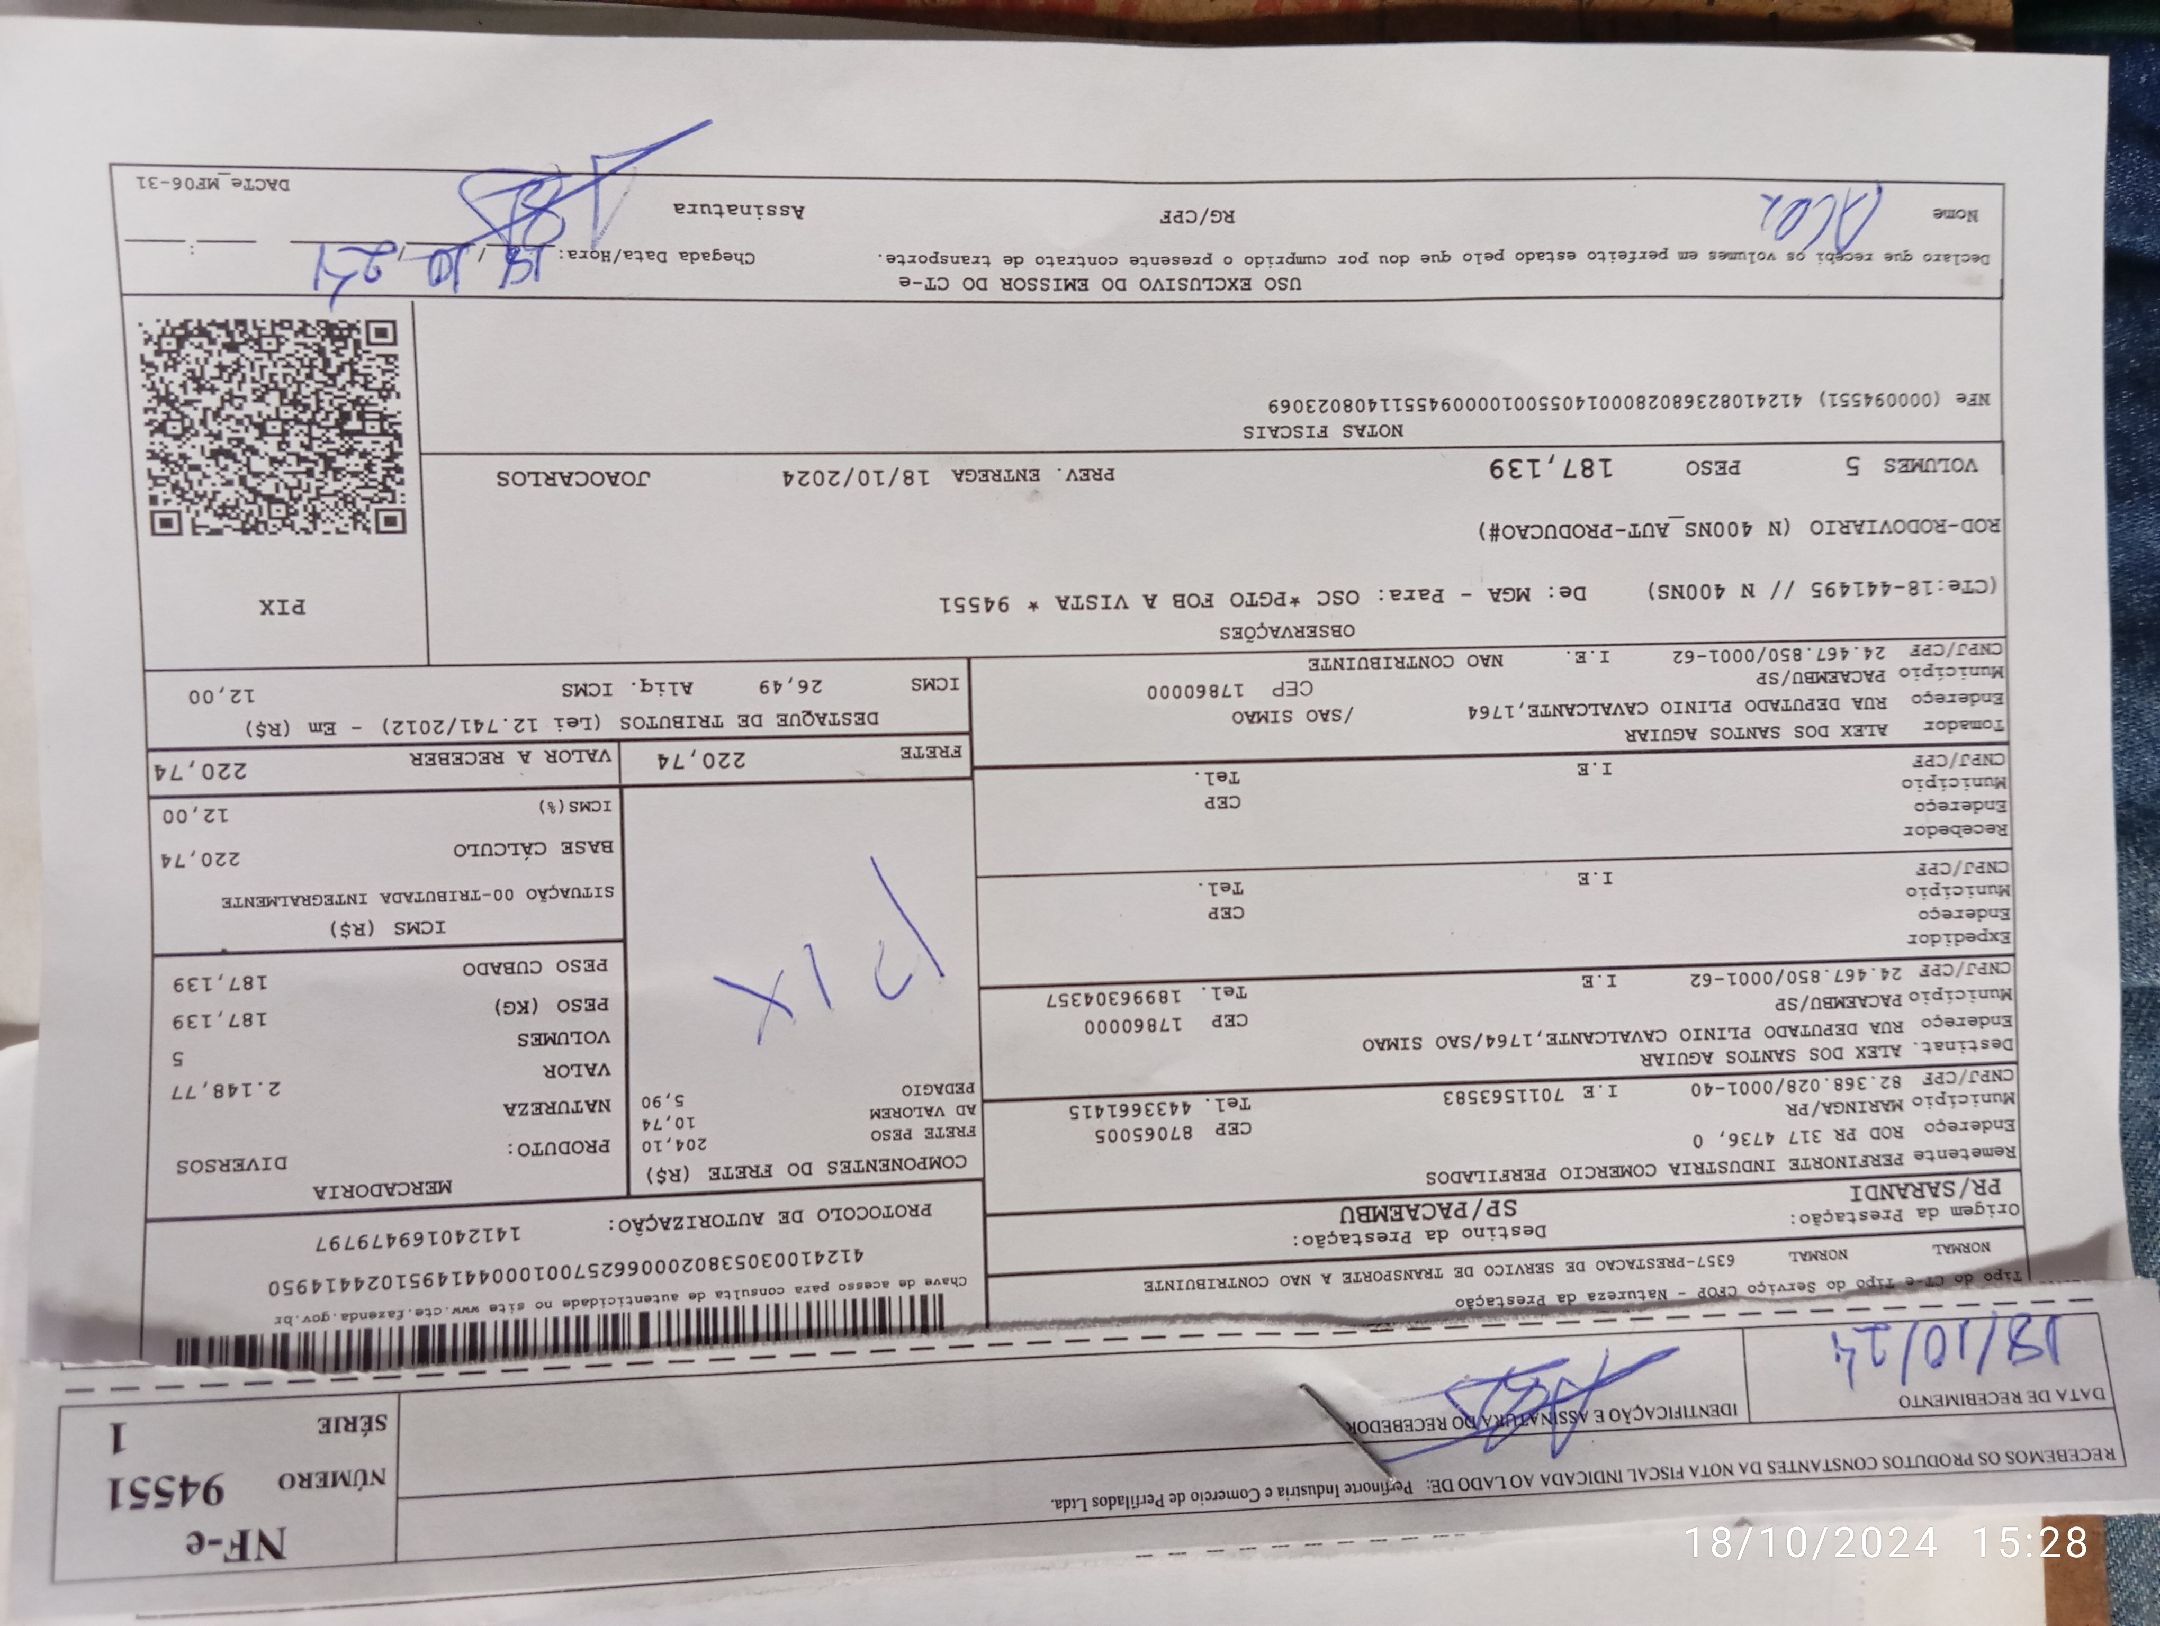 NF-e
NÚMERO 94551
SÉRIE 1
RECEBEMOS OS PRODUTOS CONSTANTES DA NOTA FISCAL INDICADA AO LADO DE: Perfinorte Industria e Comercio de Perfilados Ltda.
DATA DE RECEBIMENTO
18/10/24
IDENTIFICAÇÃO E ASSINATURA DO RECEBEDOR
Tipo do CT-e Tipo do Serviço CFOP - Natureza da Prestação
NORMAL NORMAL 6357-PRESTACAO DE SERVICO DE TRANSPORTE A NAO CONTRIBUINTE
Origem da Prestação: Destino da Prestação:
PR/SARANDI SP/PACAEMBU
Chave de acesso para consulta de autenticidade no site www.cte.fazenda.gov.br
PROTOCOLO DE AUTORIZAÇÃO: 141240169479797
Remetente PERFINORTE INDUSTRIA COMERCIO PERFILADOS
Endereço ROD PR 317 4736, 0 CEP 87065005
Município MARINGA/PR Tel. 4433661415
CNPJ/CPF 82.368.028/0001-40 I.E 7011563583
Destinat. ALEX DOS SANTOS AGUIAR
Endereço RUA DEPUTADO PLINIO CAVALCANTE,1764/SAO SIMAO CEP 17860000
Município PACAEMBU/SP Tel. 18996304357
CNPJ/CPF 24.467.850/0001-62 I.E
Expedidor
Endereço CEP
Município Tel.
CNPJ/CPF I.E
Recebedor
Endereço CEP
Município Tel.
CNPJ/CPF I.E
Tomador ALEX DOS SANTOS AGUIAR
Endereço RUA DEPUTADO PLINIO CAVALCANTE,1764 /SAO SIMAO
Município PACAEMBU/SP CEP 17860000
CNPJ/CPF 24.467.850/0001-62 I.E. NAO CONTRIBUINTE
COMPONENTES DO FRETE (R$)
FRETE PESO 204,10
AD VALOREM 10,74
PEDAGIO 5,90
PIX
FRETE 220,74
MERCADORIA
PRODUTO: DIVERSOS
NATUREZA
VALOR 2.148,77
VOLUMES 5
PESO (KG) 187,139
PESO CUBADO 187,139
ICMS (R$)
SITUAÇÃO 00-TRIBUTADA INTEGRALMENTE
BASE CÁLCULO 220,74
ICMS(%) 12,00
VALOR A RECEBER 220,74
DESTAQUE DE TRIBUTOS (Lei 12.741/2012) - Em (R$)
ICMS 26,49 Aliq. ICMS 12,00
OBSERVAÇÕES
(CTe:18-441495 // N 400NS) De: MGA - Para: OSC *PGTO FOB A VISTA * 94551
ROD-RODOVIARIO (N 400NS_AUT-PRODUCAO#)
VOLUMES 5 PESO 187,139 PREV. ENTREGA 18/10/2024 JOAOCARLOS
PIX
NOTAS FISCAIS
NFe (000094551) 41241082368028000140550010000945511408023069
USO EXCLUSIVO DO EMISSOR DO CT-e
Declaro que recebi os volumes em perfeito estado pelo que dou por cumprido o presente contrato de transporte.
Chegada Data/Hora: 18/10/24 :
Nome RG/CPF Assinatura
DACTe_MF06-31
18/10/2024 15:28